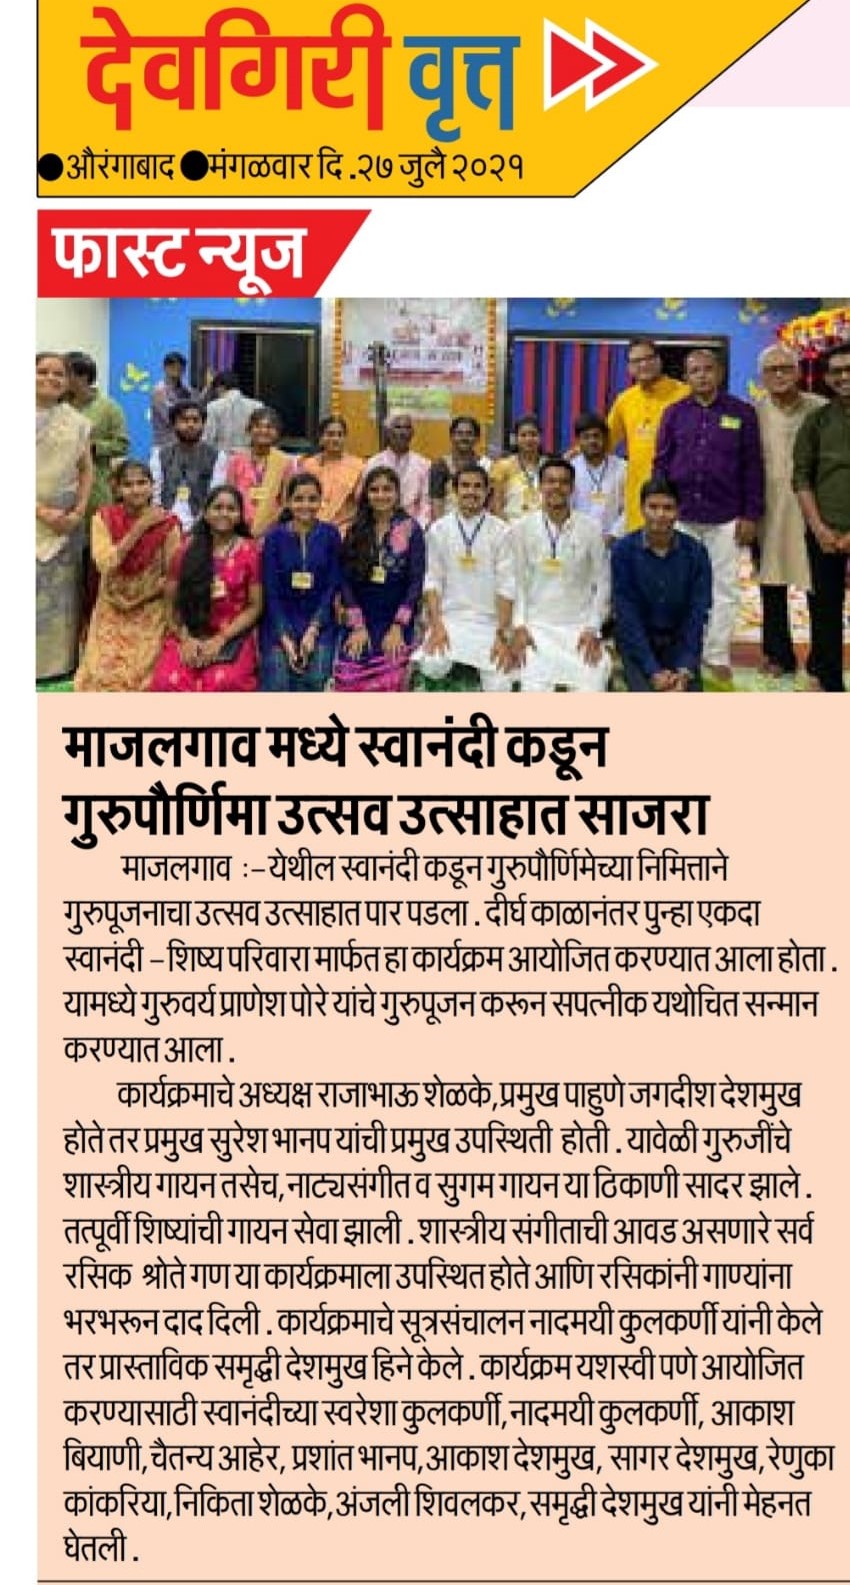 देवगिरी वृत्त
●औरंगाबाद ●मंगळवार दि .२७ जुलै २०२१
फास्ट न्यूज
माजलगाव मध्ये स्वानंदी कडून
गुरुपौर्णिमा उत्सव उत्साहात साजरा
माजलगाव :-येथील स्वानंदी कडून गुरुपौर्णिमेच्या निमित्ताने
गुरुपूजनाचा उत्सव उत्साहात पार पडला . दीर्घ काळानंतर पुन्हा एकदा
स्वानंदी -शिष्य परिवारा मार्फत हा कार्यक्रम आयोजित करण्यात आला होता .
यामध्ये गुरुवर्य प्राणेश पोरे यांचे गुरुपूजन करून सपत्नीक यथोचित सन्मान
करण्यात आला .
कार्यक्रमाचे अध्यक्ष राजाभाऊ शेळके,प्रमुख पाहुणे जगदीश देशमुख
होते तर प्रमुख सुरेश भानप यांची प्रमुख उपस्थिती होती . यावेळी गुरुजींचे
शास्त्रीय गायन तसेच,नाट्यसंगीत व सुगम गायन या ठिकाणी सादर झाले .
तत्पूर्वी शिष्यांची गायन सेवा झाली . शास्त्रीय संगीताची आवड असणारे सर्व
रसिक श्रोते गण या कार्यक्रमाला उपस्थित होते आणि रसिकांनी गाण्यांना
भरभरून दाद दिली . कार्यक्रमाचे सूत्रसंचालन नादमयी कुलकर्णी यांनी केले
तर प्रास्ताविक समृद्धी देशमुख हिने केले . कार्यक्रम यशस्वी पणे आयोजित
करण्यासाठी स्वानंदीच्या स्वरेशा कुलकर्णी,नादमयी कुलकर्णी, आकाश
बियाणी,चैतन्य आहेर, प्रशांत भानप,आकाश देशमुख, सागर देशमुख,रेणुका
कांकरिया,निकिता शेळके,अंजली शिवलकर,समृद्धी देशमुख यांनी मेहनत
घेतली .